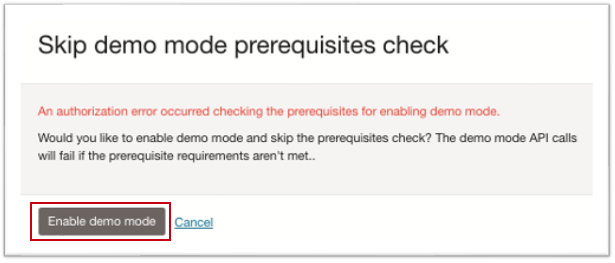 Skip demo mode prerequisites check
An authorization error occurred checking the prerequisites for enabling demo mode.
Would you like to enable demo mode and skip the prerequisites check? The demo mode API calls
will fail if the prerequisite requirements aren't met..
Enable demo mode Cancel